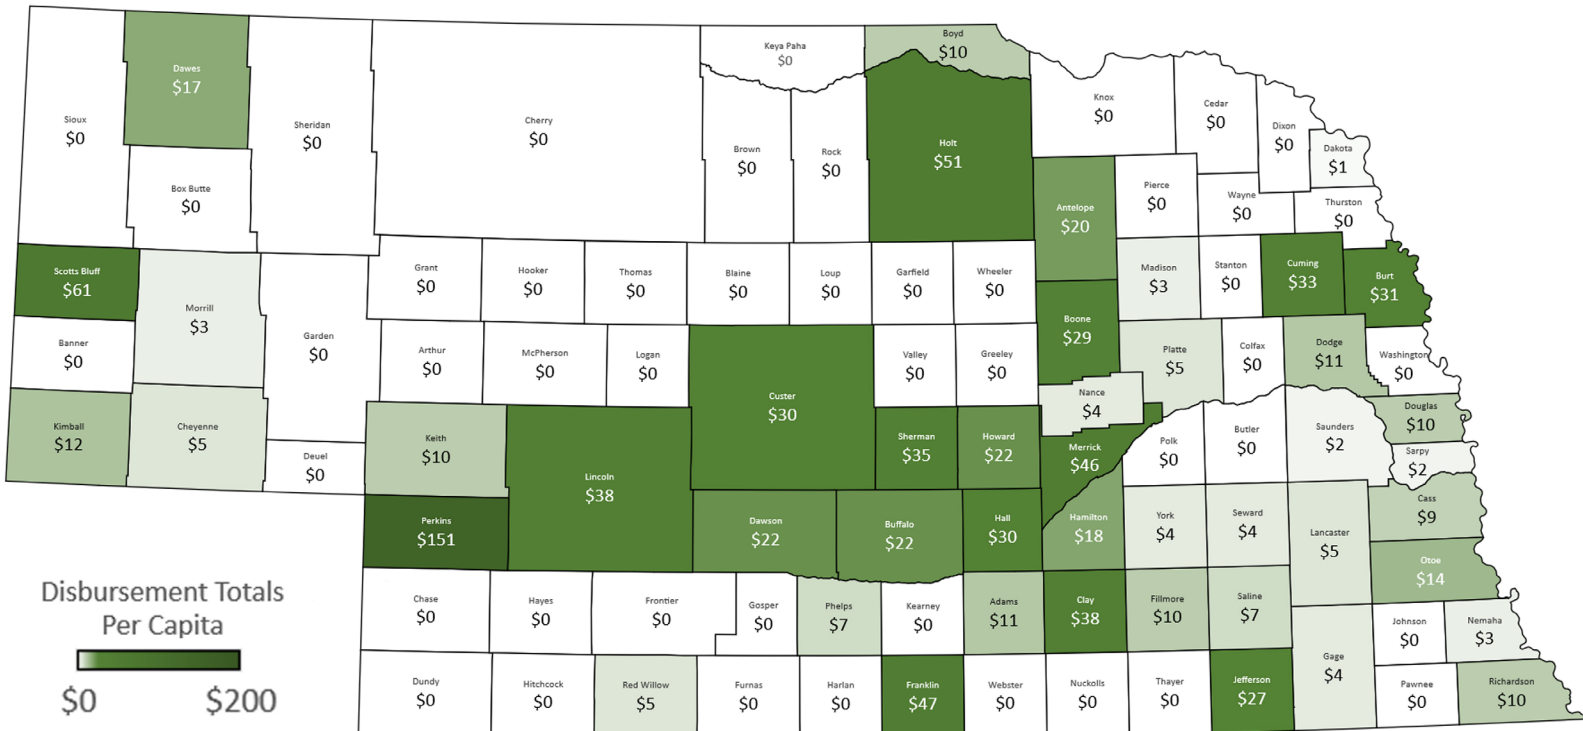 Dawes
$17
Sioux
$0
Sheridan
$0
Cherry
$0
Keya Paha
$0
Boyd
$10
Box Butte
$0
Brown
$0
Rock
$0
Holt
$51
Knox
$0
Cedar
$0
Dixon
$0
Dakota
$1
Antelope
$20
Pierce
$0
Wayne
$0
Thurston
$0
Scotts Bluff
$61
Morrill
$3
Garden
$0
Grant
$0
Hooker
$0
Thomas
$0
Blaine
$0
Loup
$0
Garfield
$0
Wheeler
$0
Madison
$3
Stanton
$0
Cuming
$33
Burt
$31
Banner
$0
Arthur
$0
McPherson
$0
Logan
$0
Custer
$30
Valley
$0
Greeley
$0
Boone
$29
Platte
$5
Colfax
$0
Dodge
$11
Washington
$0
Nance
$4
Kimball
$12
Cheyenne
$5
Deuel
$0
Keith
$10
Lincoln
$38
Sherman
$35
Howard
$22
Merrick
$46
Polk
$0
Butler
$0
Saunders
$2
Douglas
$10
Sarpy
$2
Perkins
$151
Dawson
$22
Buffalo
$22
Hall
$30
Hamilton
$18
York
$4
Seward
$4
Lancaster
$5
Cass
$9
Otoe
$14
Disbursement Totals
Per Capita
$0 $200
Chase
$0
Hayes
$0
Frontier
$0
Gosper
$0
Phelps
$7
Kearney
$0
Adams
$11
Clay
$38
Fillmore
$10
Saline
$7
Gage
$4
Johnson
$0
Nemaha
$3
Dundy
$0
Hitchcock
$0
Red Willow
$5
Furnas
$0
Harlan
$0
Franklin
$47
Webster
$0
Nuckolls
$0
Thayer
$0
Jefferson
$27
Pawnee
$0
Richardson
$10